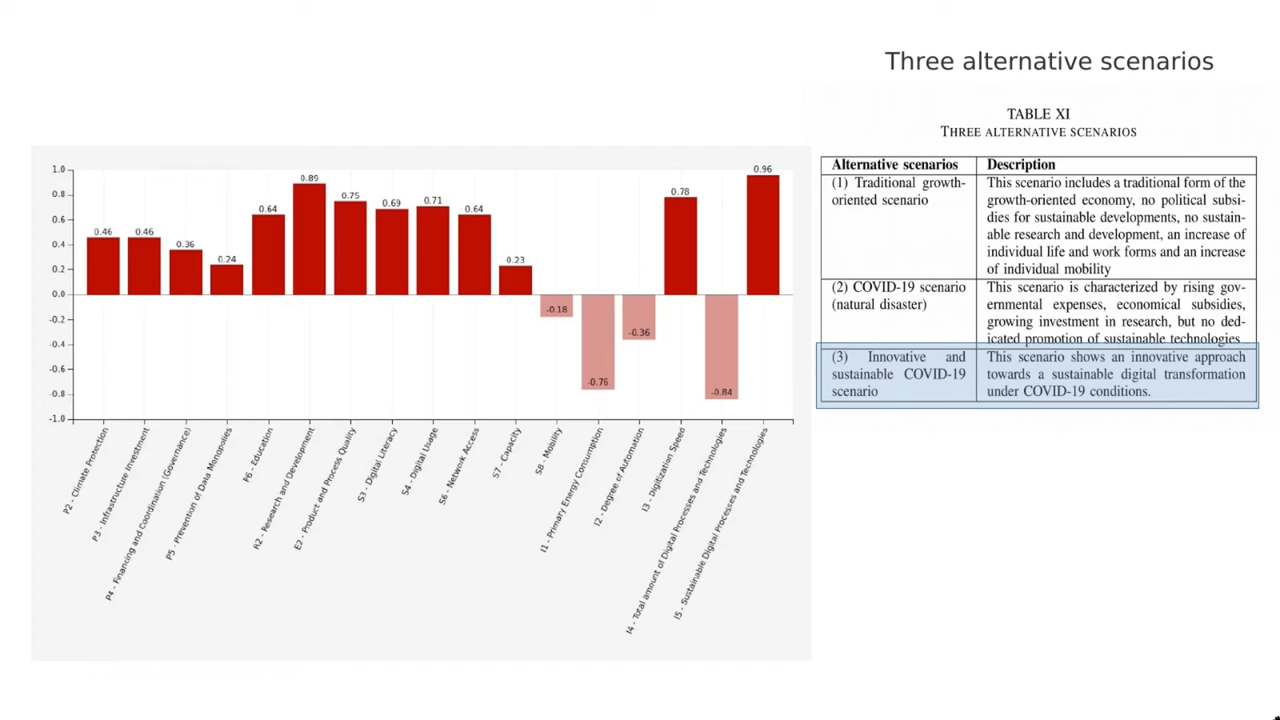 Three alternative scenarios
TABLE XI
THREE ALTERNATIVE SCENARIOS
Alternative scenarios Description
(1) Traditional growth-
oriented scenario
This scenario includes a traditional form of the
growth-oriented economy, no political subsi-
dies for sustainable developments, no sustain-
able research and development, an increase of
individual life and work forms and an increase
of individual mobility
(2) COVID-19 scenario
(natural disaster)
This scenario is characterized by rising gov-
ernmental expenses, economical subsidies,
growing investment in research, but no ded-
icated promotion of sustainable technologies
(3) Innovative and
sustainable COVID-19
scenario
This scenario shows an innovative approach
towards a sustainable digital transformation
under COVID-19 conditions.
1.0
0.8
0.6
0.4
0.2
0.0
-0.2
-0.4
-0.6
-0.8
-1.0
0.46
0.46
0.36
0.24
0.64
0.89
0.75
0.69
0.71
0.64
0.23
-0.18
-0.76
-0.36
0.78
-0.84
0.96
P2 - Climate Protection
P3 - Infrastructure Investment
P4 - Financing and Coordination (Governance)
P5 - Prevention of Data Monopolies
P6 - Education
R2 - Research and Development
E2 - Product and Process Quality
S3 - Digital Literacy
S4 - Digital Usage
S6 - Network Access
S7 - Capacity
S8 - Mobility
I1 - Primary Energy Consumption
I2 - Degree of Automation
I3 - Digitization Speed
I4 - Total amount of Digital Processes and Technologies
I5 - Sustainable Digital Processes and Technologies